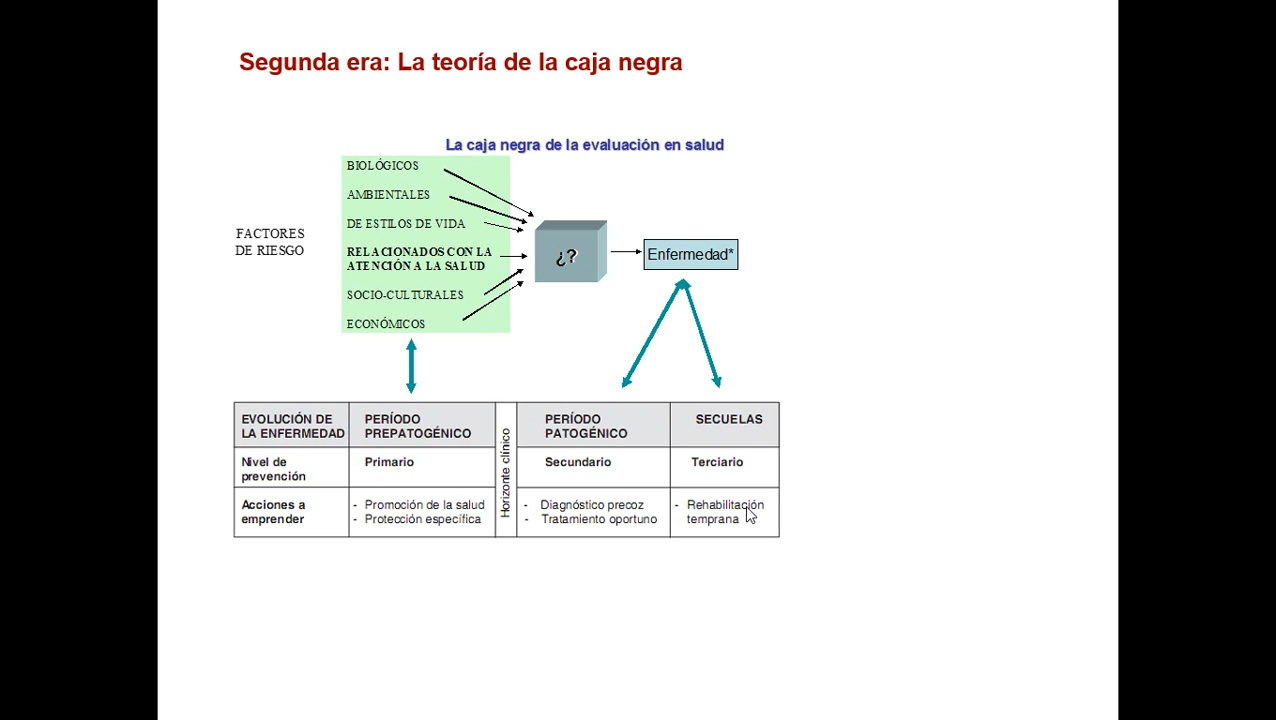 Segunda era: La teoría de la caja negra
La caja negra de la evaluación en salud
FACTORES
DE RIESGO
BIOLÓGICOS
AMBIENTALES
DE ESTILOS DE VIDA
RELACIONADOS CON LA
ATENCIÓN A LA SALUD
SOCIO-CULTURALES
ECONÓMICOS
¿?
Enfermedad*
EVOLUCIÓN DE
LA ENFERMEDAD
PERÍODO
PREPATOGÉNICO
Horizonte clínico
PERÍODO
PATOGÉNICO
SECUELAS
Nivel de
prevención
Primario
Secundario
Terciario
Acciones a
emprender
- Promoción de la salud
- Protección específica
- Diagnóstico precoz
- Tratamiento oportuno
- Rehabilitación
temprana